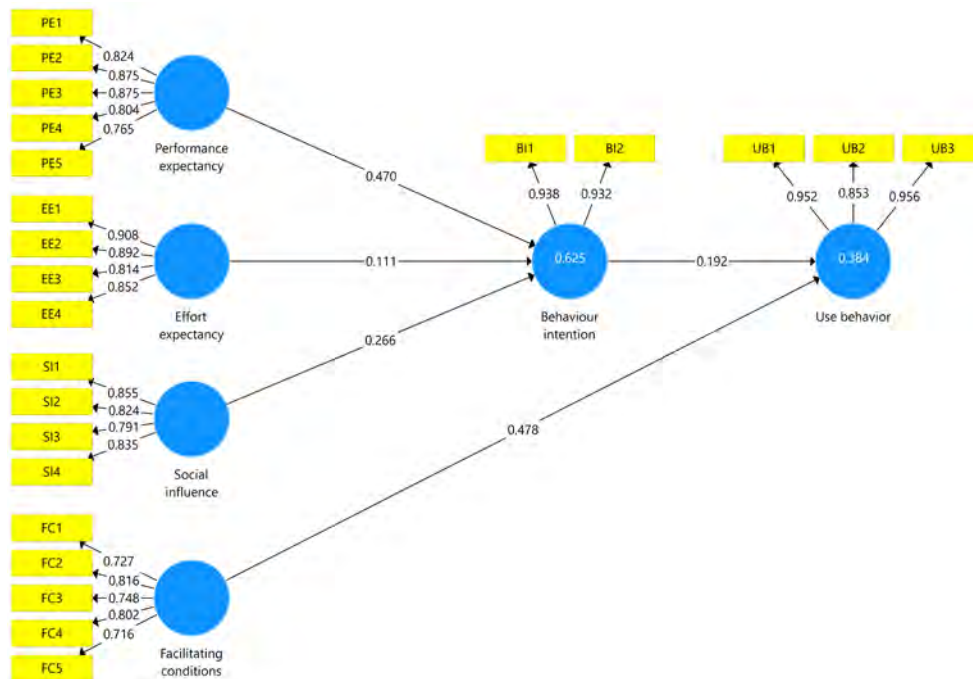 PE1
0.824
PE2
0.875
PE3
0.875
0.804
PE4
0.765
PE5
Performance
expectancy
0.470
EE1
0.908
EE2
0.892
EE3
0.814
0.852
EE4
Effort
expectancy
0.111
SI1
0.855
SI2
0.824
0.791
SI3
0.835
SI4
Social
influence
0.266
FC1
0.727
FC2
0.816
FC3
0.748
0.802
FC4
0.716
FC5
Facilitating
conditions
0.478
BI1
BI2
0.938
0.932
0.625
Behaviour
intention
0.192
UB1
UB2
UB3
0.952
0.853
0.956
0.384
Use behavior